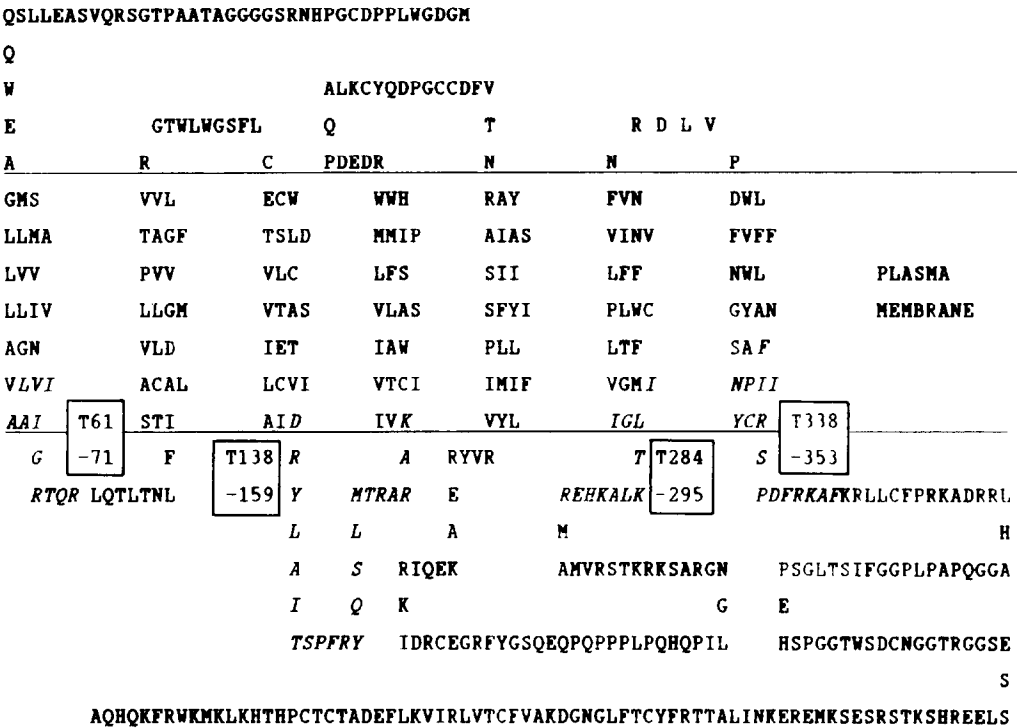 QSLLEASVQRSGTPAATAGGGGSRNHPGCDPPLWGDGM
Q
W ALKCYQDPGCCDFV
E GTWLWGSFL Q T R D L V
A R C PDEDR N N P
GMS VVL ECW WWH RAY FVN DWL
LLMA TAGF TSLD MMIP AIAS VINV FVFF
LVV PVV VLC LFS SII LFF NWL PLASMA
LLIV LLGM VTAS VLAS SFYI PLWC GYAN MEMBRANE
AGN VLD IET IAW PLL LTF SAF
VLVI ACAL LCVI VTCI IMIF VGMI NPII
AAI T61 STI AID IVK VYL IGL YCR T338
G -71 F T138 R A RYVR T T284 S -353
RTQR LQTLTNL -159 Y MTRAR E REHKALK -295 PDFRKAFKRLLCFPRKADRRL
L L A M H
A S RIQEK AMVRSTKRKSARGN PSGLTSIFGGPLPAPQGGA
I Q K G E
TSPFRY IDRCEGRFYGSQEQPQPPPLPQHQPIL HSPGGTWSDCNGGTRGGSE
S
AQHQKFRWKMKLKHTHPCTCTADEFLKVIRLVTCFVAKDGNGLFTCYFRTTALINKEREMKSESRSTKSHREELS